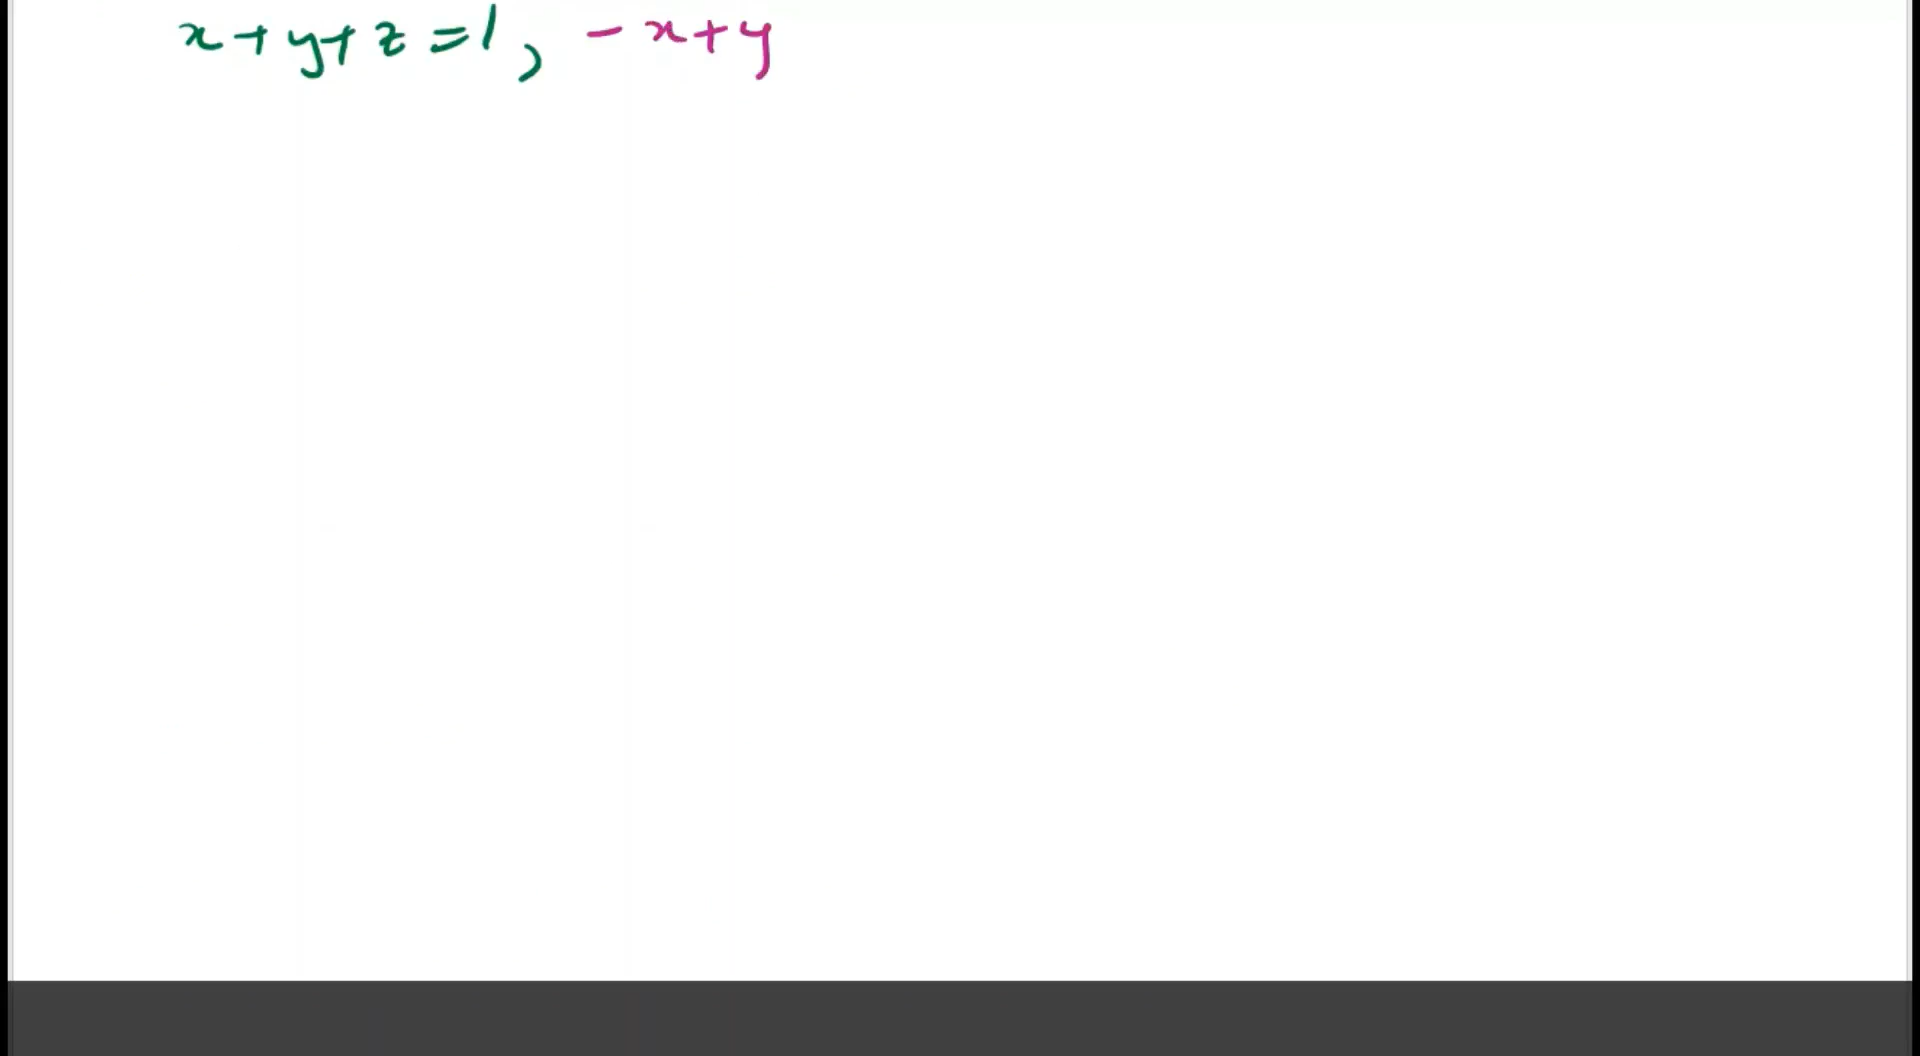 x + y + z = 1, - x + y